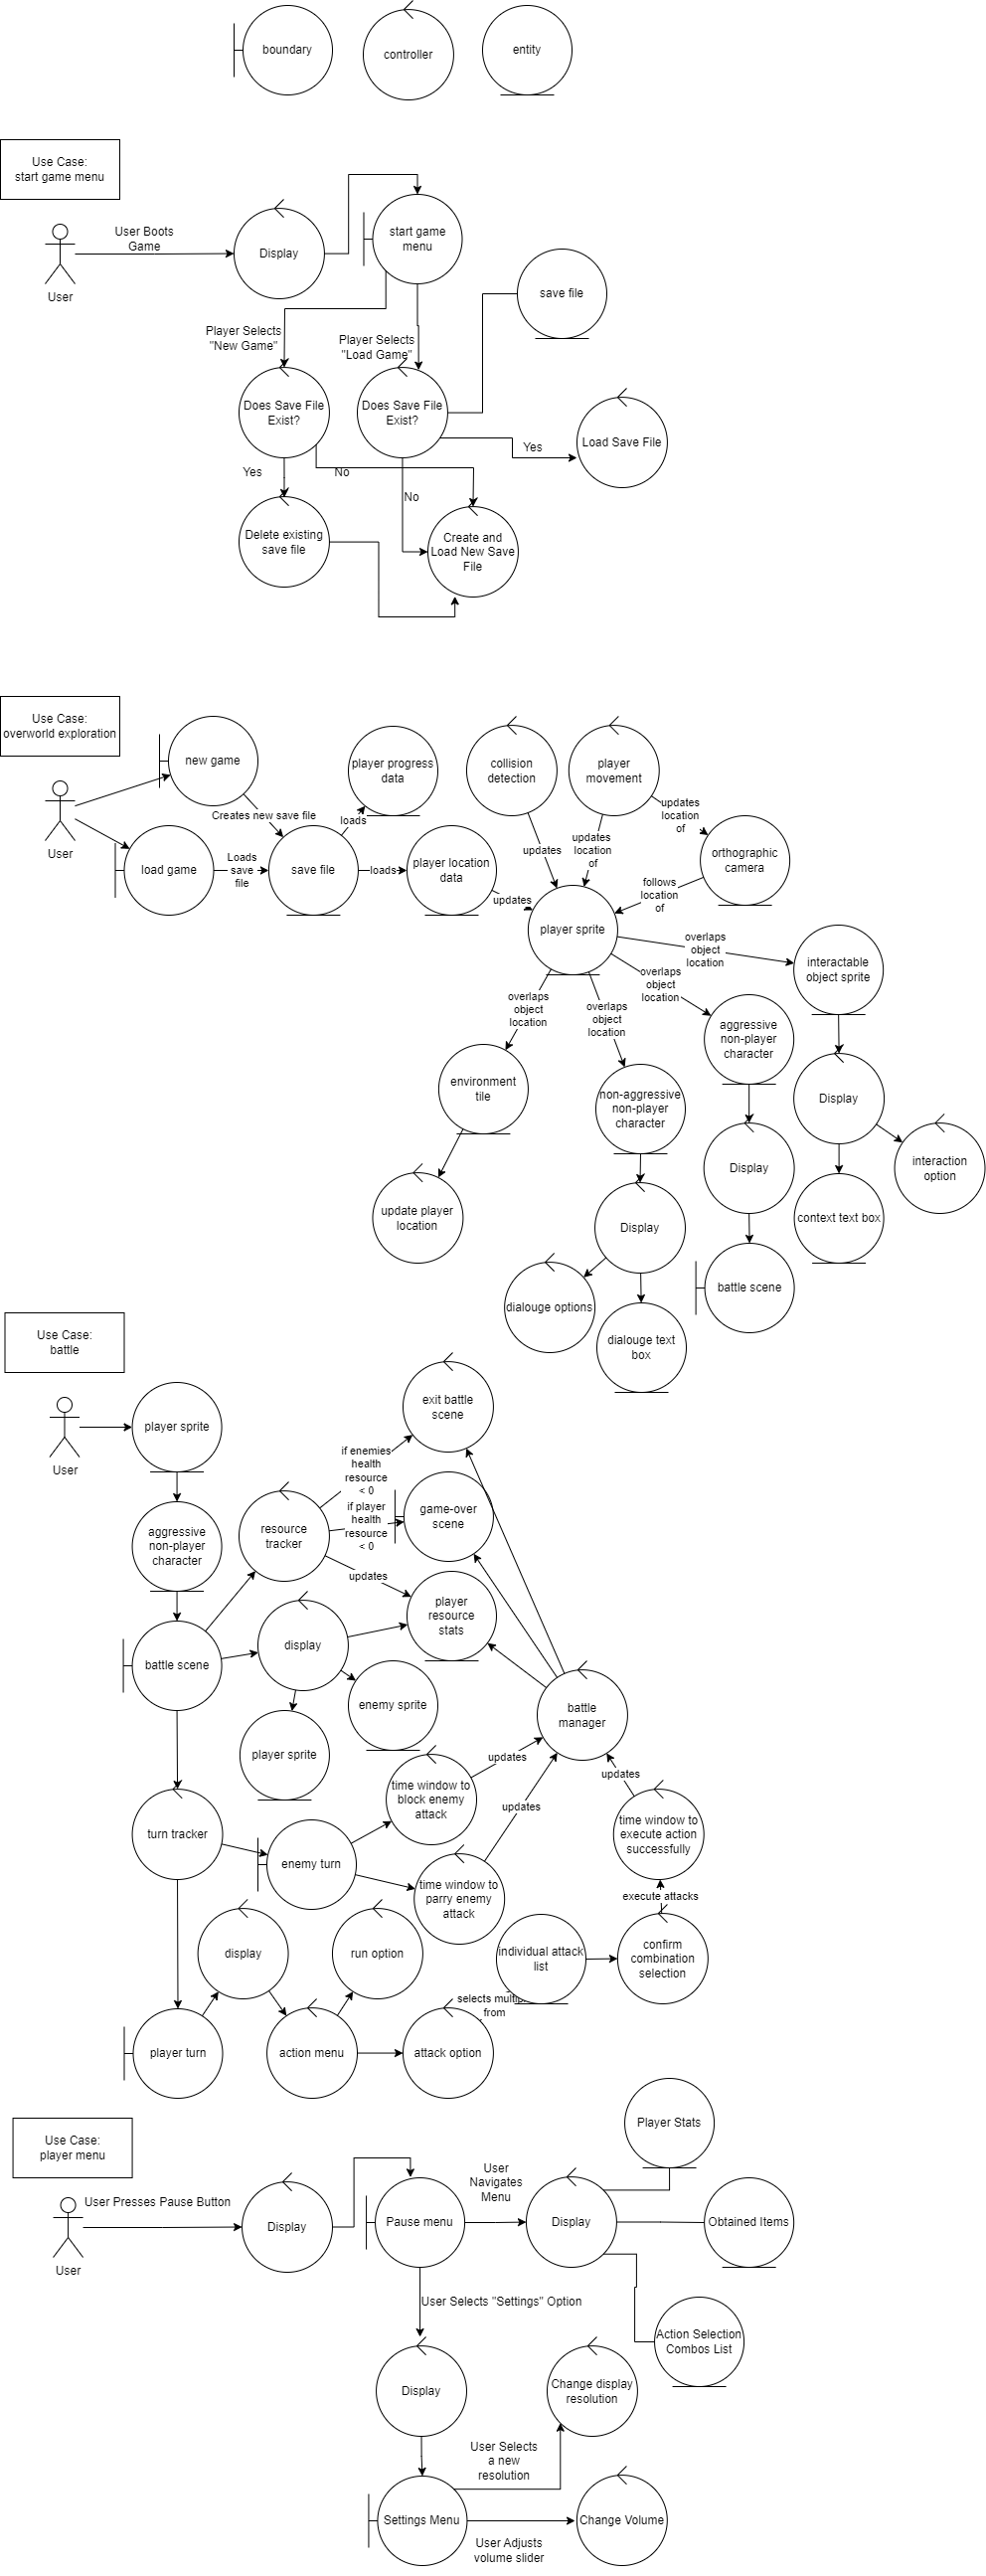 boundary
controller
entity
Use Case:
start game menu
User Boots
Game
User
Display
start game
menu
save file
Player Selects
"New Game"
Player Selects
"Load Game"
Does Save File
Exist?
Does Save File
Exist?
Load Save File
Yes
Yes
No
No
Delete existing
save file
Create and
Load New Save
File
Use Case:
overworld exploration
User
new game
Creates new save file
load game
Loads
save
file
save file
loads
player progress
data
loads
player location
data
updates
collision
detection
updates
player
movement
updates
location
of
updates
location
of
orthographic
camera
follows
location
of
player sprite
overlaps
object
location
overlaps
object
location
overlaps
object
location
overlaps
object
location
interactable
object sprite
aggressive
non-player
character
environment
tile
non-aggressive
non-player
character
Display
Display
interaction
option
update player
location
Display
context text box
battle scene
dialouge options
dialouge text
box
Use Case:
battle
User
player sprite
exit battle
scene
if enemies
health
resource
< 0
aggressive
non-player
character
resource
tracker
if player
health
resource
< 0
game-over
scene
updates
player
resource
stats
battle scene
display
enemy sprite
player sprite
battle
manager
updates
time window to
block enemy
attack
updates
updates
turn tracker
enemy turn
time window to
execute action
successfully
time window to
parry enemy
attack
execute attacks
display
run option
individual attack
list
confirm
combination
selection
selects multip
from
player turn
action menu
attack option
Use Case:
player menu
Player Stats
User Presses Pause Button
User
Display
Pause menu
User
Navigates
Menu
Display
Obtained Items
User Selects "Settings" Option
Action Selection
Combos List
Display
Change display
resolution
User Selects
a new
resolution
Settings Menu
Change Volume
User Adjusts
volume slider